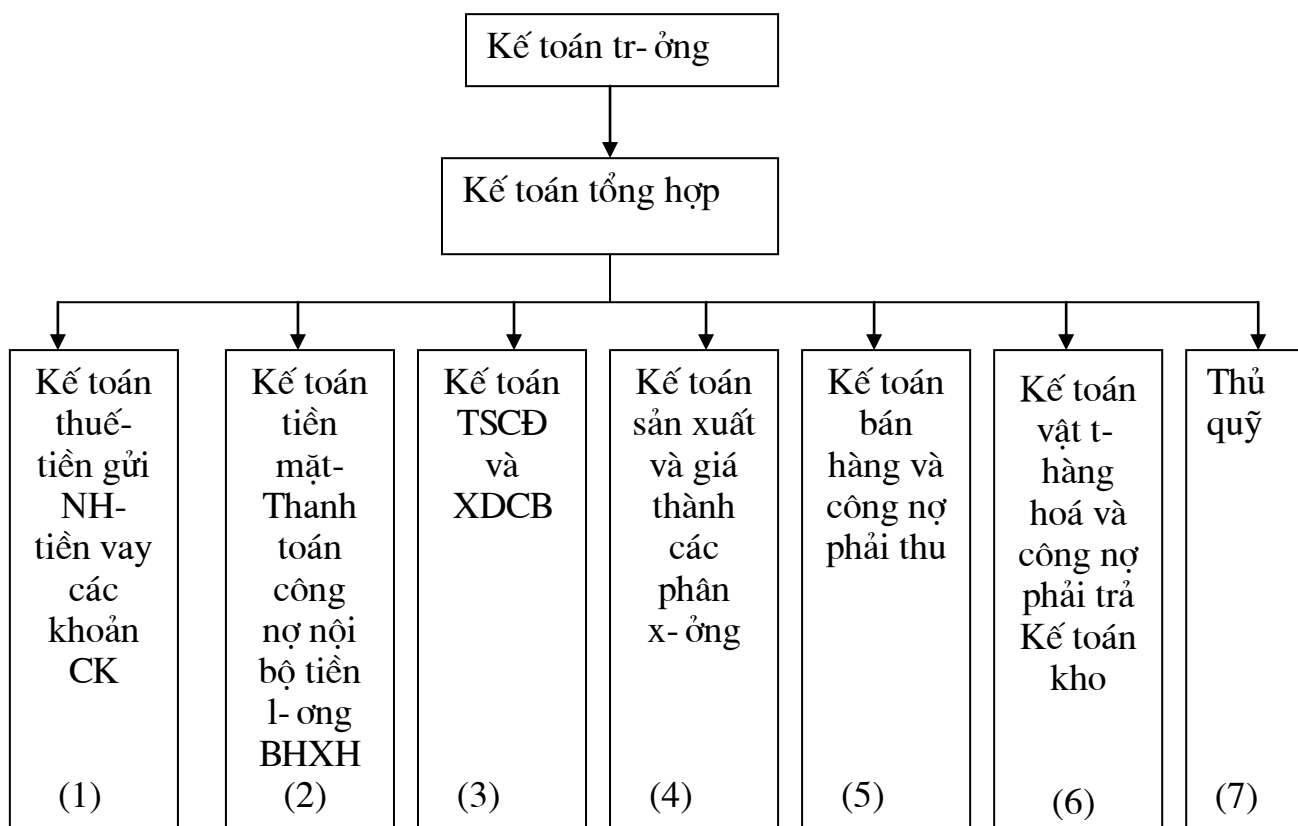 Kế toán tr- ởng
Kế toán tổng hợp
Kế toán
thuế-
tiền gửi
NH-
tiền vay
các
khoản
CK
(1)
Kế toán
tiền
mặt-
Thanh
toán
công
nợ nội
bộ tiền
l- ơng
BHXH
(2)
Kế toán
TSCĐ
và
XDCB
(3)
Kế toán
sản xuất
và giá
thành
các
phân
x- ởng
(4)
Kế toán
bán
hàng và
công nợ
phải thu
(5)
Kế toán
vật t-
hàng
hoá và
công nợ
phải trả
Kế toán
kho
(6)
Thủ
quỹ
(7)